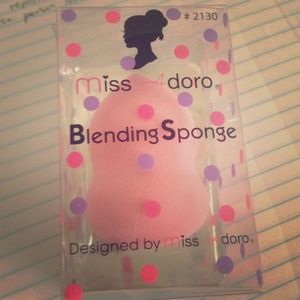 # 2130
miss Adoro
Blending Sponge
Designed by miss Adoro®